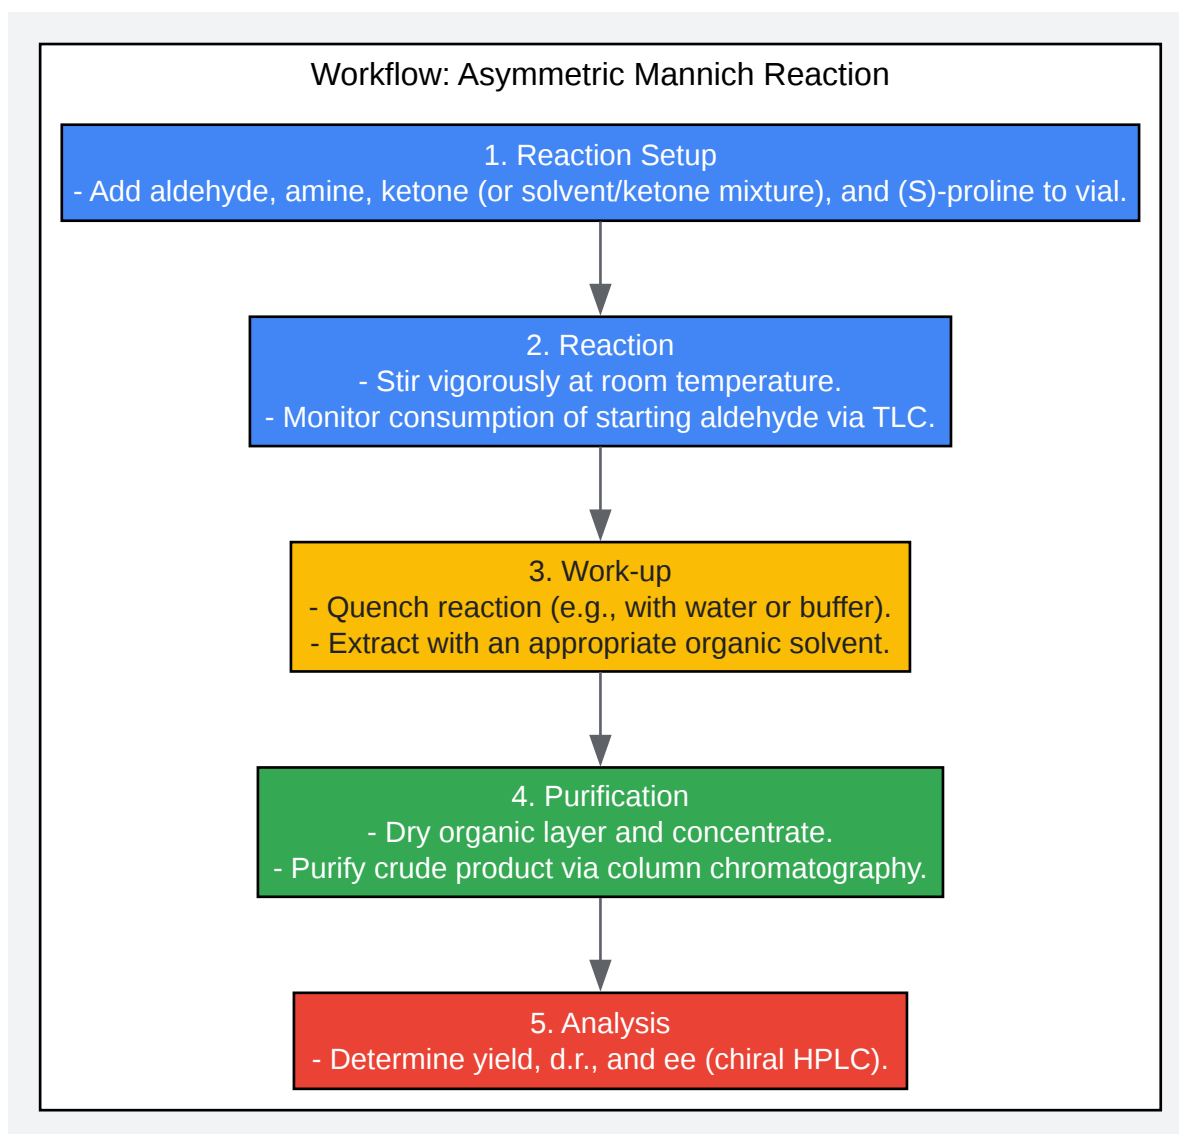 Workflow: Asymmetric Mannich Reaction
1. Reaction Setup
- Add aldehyde, amine, ketone (or solvent/ketone mixture), and (S)-proline to vial.
2. Reaction
- Stir vigorously at room temperature.
- Monitor consumption of starting aldehyde via TLC.
3. Work-up
- Quench reaction (e.g., with water or buffer).
- Extract with an appropriate organic solvent.
4. Purification
- Dry organic layer and concentrate.
- Purify crude product via column chromatography.
5. Analysis
- Determine yield, d.r., and ee (chiral HPLC).